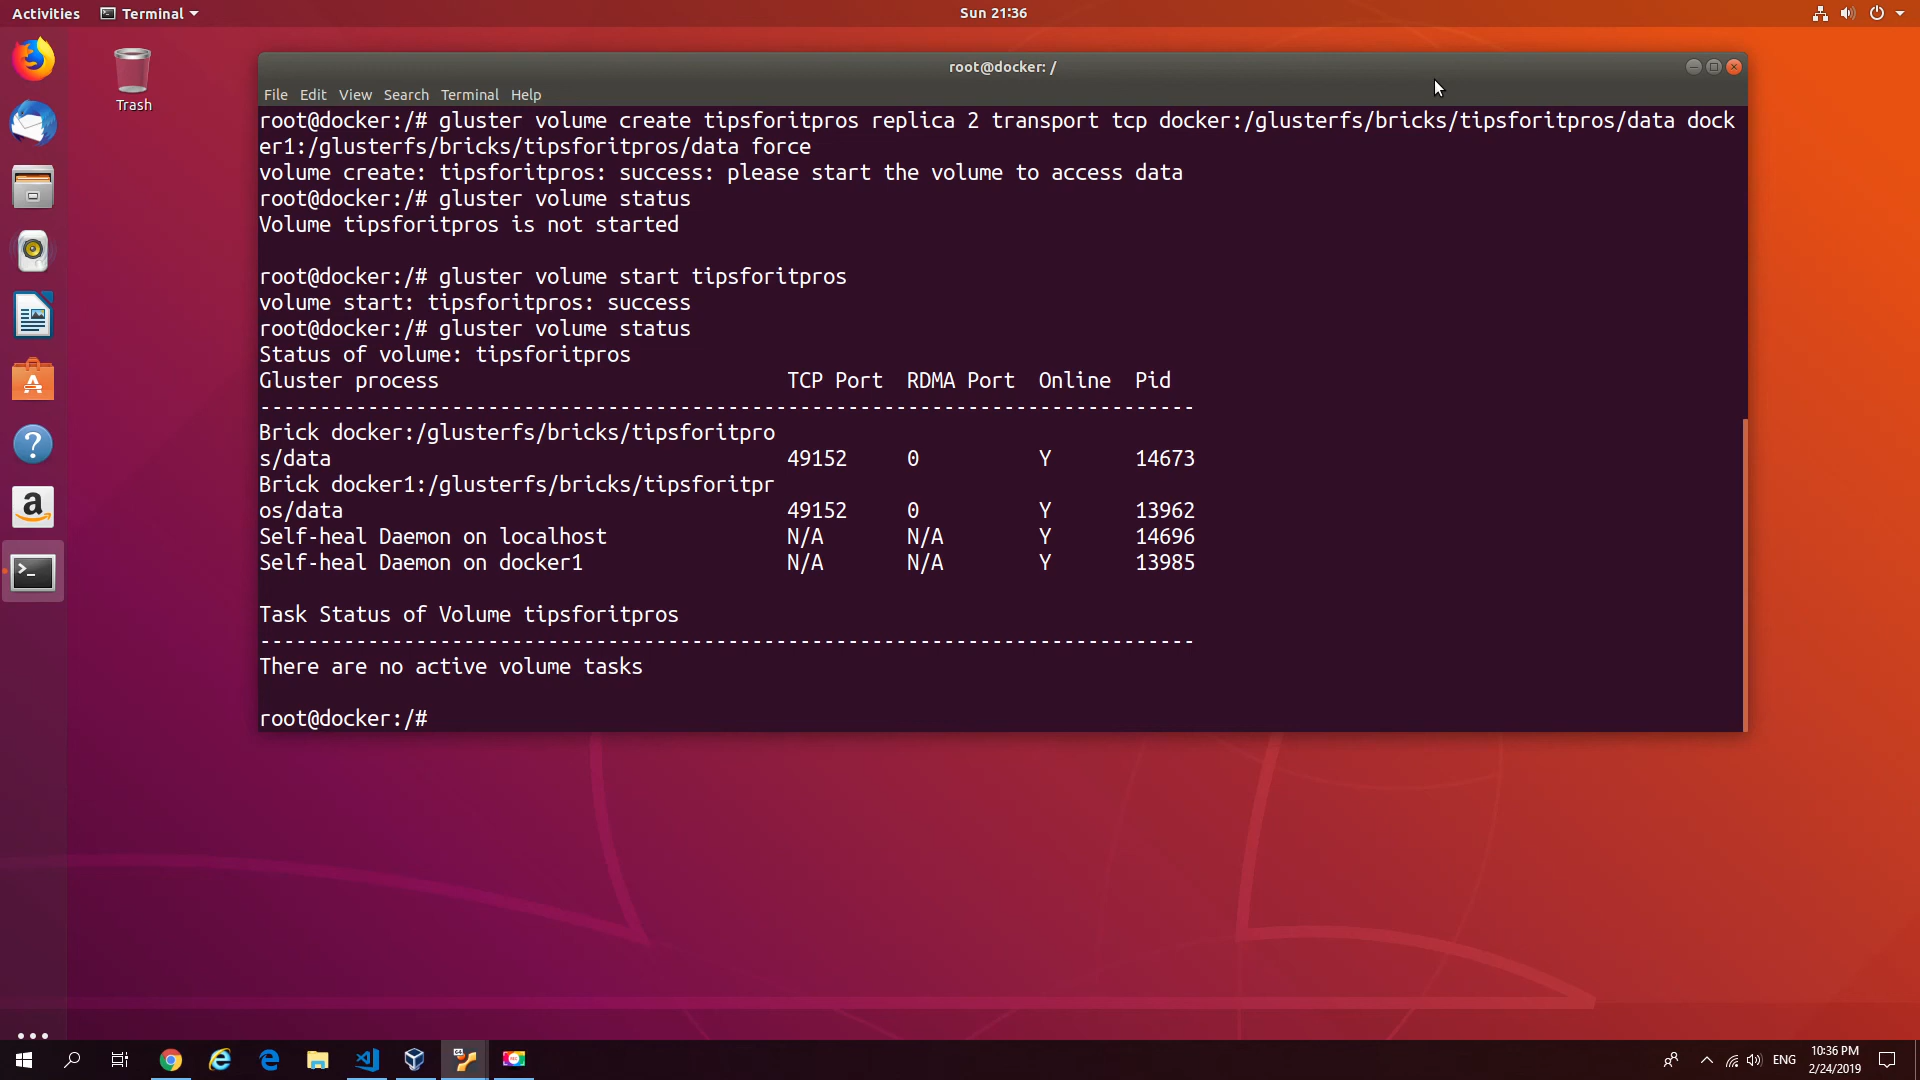 Activities
Terminal
Sun 21:36
Trash
root@docker: /
File Edit View Search Terminal Help
root@docker:/# gluster volume create tipsforitpros replica 2 transport tcp docker:/glusterfs/bricks/tipsforitpros/data dock
er1:/glusterfs/bricks/tipsforitpros/data force
volume create: tipsforitpros: success: please start the volume to access data
root@docker:/# gluster volume status
Volume tipsforitpros is not started
root@docker:/# gluster volume start tipsforitpros
volume start: tipsforitpros: success
root@docker:/# gluster volume status
Status of volume: tipsforitpros
Gluster process TCP Port RDMA Port Online Pid
------------------------------------------------------------------------------
Brick docker:/glusterfs/bricks/tipsforitpro
s/data 49152 0 Y 14673
Brick docker1:/glusterfs/bricks/tipsforitpr
os/data 49152 0 Y 13962
Self-heal Daemon on localhost N/A N/A Y 14696
Self-heal Daemon on docker1 N/A N/A Y 13985
Task Status of Volume tipsforitpros
------------------------------------------------------------------------------
There are no active volume tasks
root@docker:/#
ENG
10:36 PM
2/24/2019